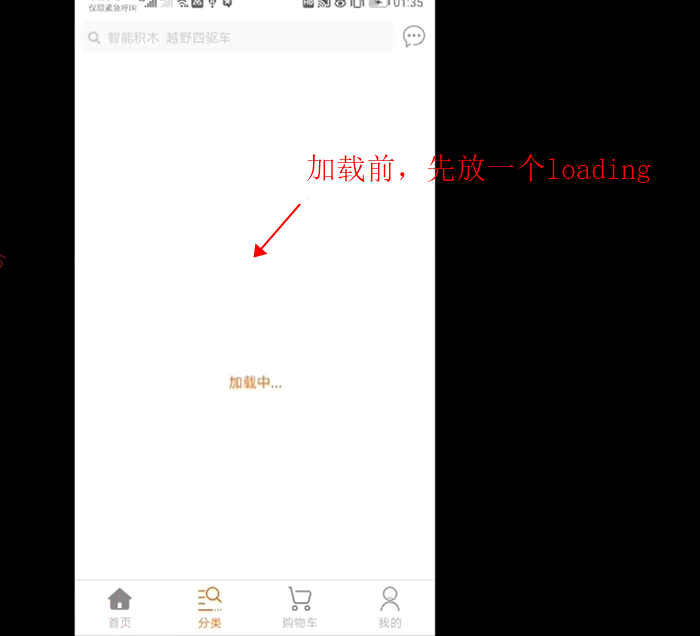 仅限紧急呼叫
01:35
智能积木 越野四驱车
加载前，先放一个loading
加载中...
首页
分类
购物车
我的